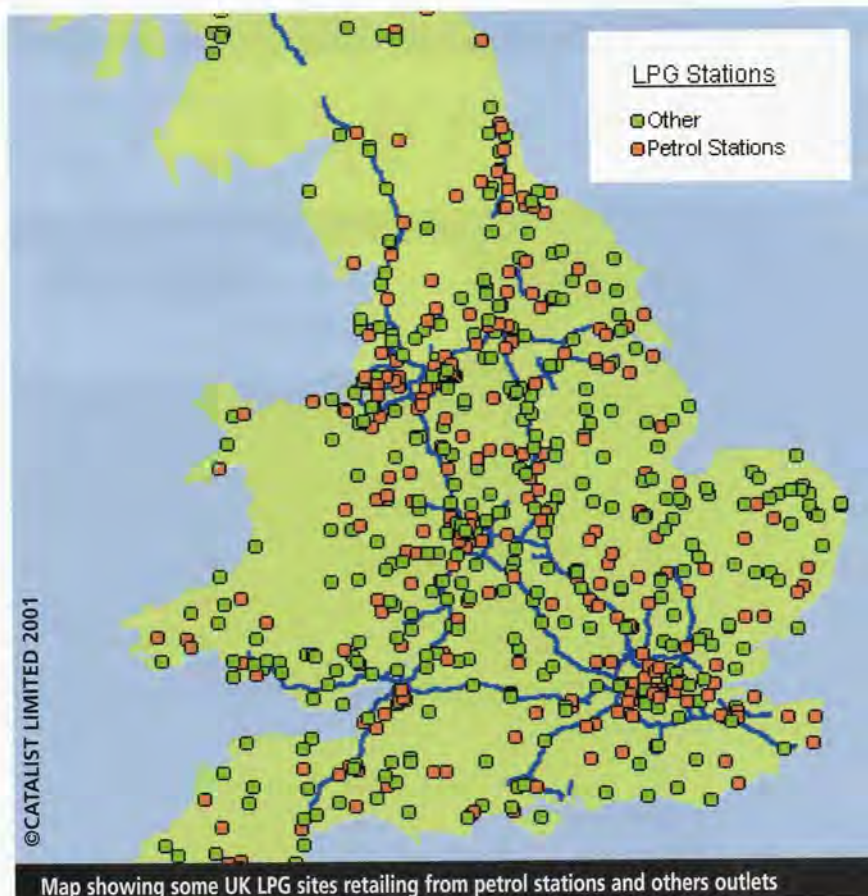 LPG Stations
Other
Petrol Stations
©CATALIST LIMITED 2001
Map showing some UK LPG sites retailing from petrol stations and others outlets